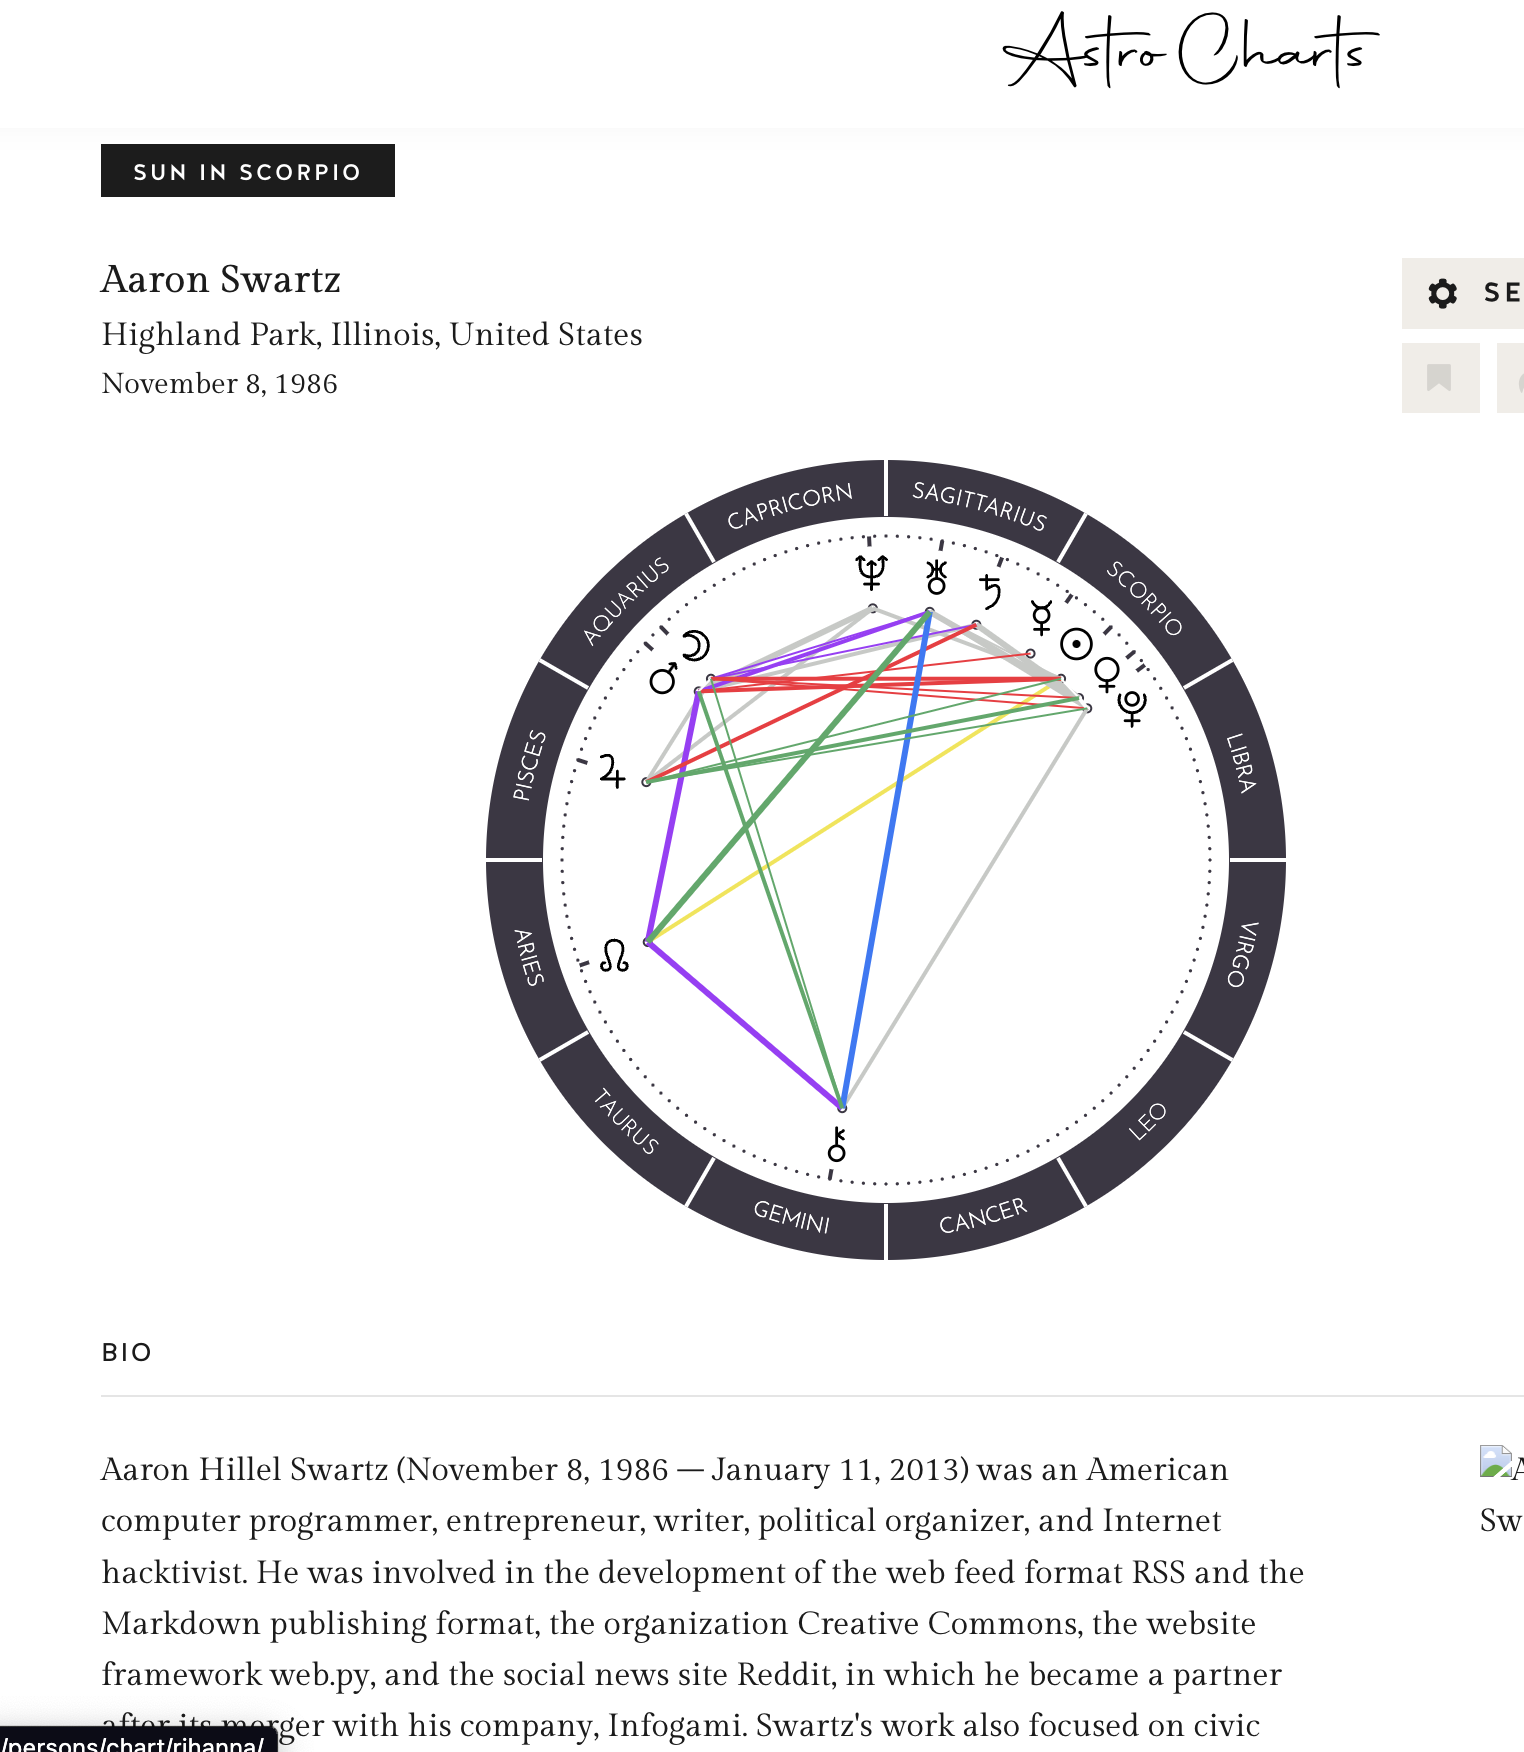 Astro Charts
SUN IN SCORPIO
Aaron Swartz
Highland Park, Illinois, United States
November 8, 1986
SE
CAPRICORN
SAGITTARIUS
AQUARIUS
SCORPIO
PISCES
LIBRA
ARIES
VIRGO
TAURUS
LEO
GEMINI
CANCER
BIO
Aaron Hillel Swartz (November 8, 1986 — January 11, 2013) was an American
computer programmer, entrepreneur, writer, political organizer, and Internet
hacktivist. He was involved in the development of the web feed format RSS and the
Markdown publishing format, the organization Creative Commons, the website
framework web.py, and the social news site Reddit, in which he became a partner
after its merger with his company, Infogami. Swartz's work also focused on civic
A
Sw
/persons/chart/rihanna/